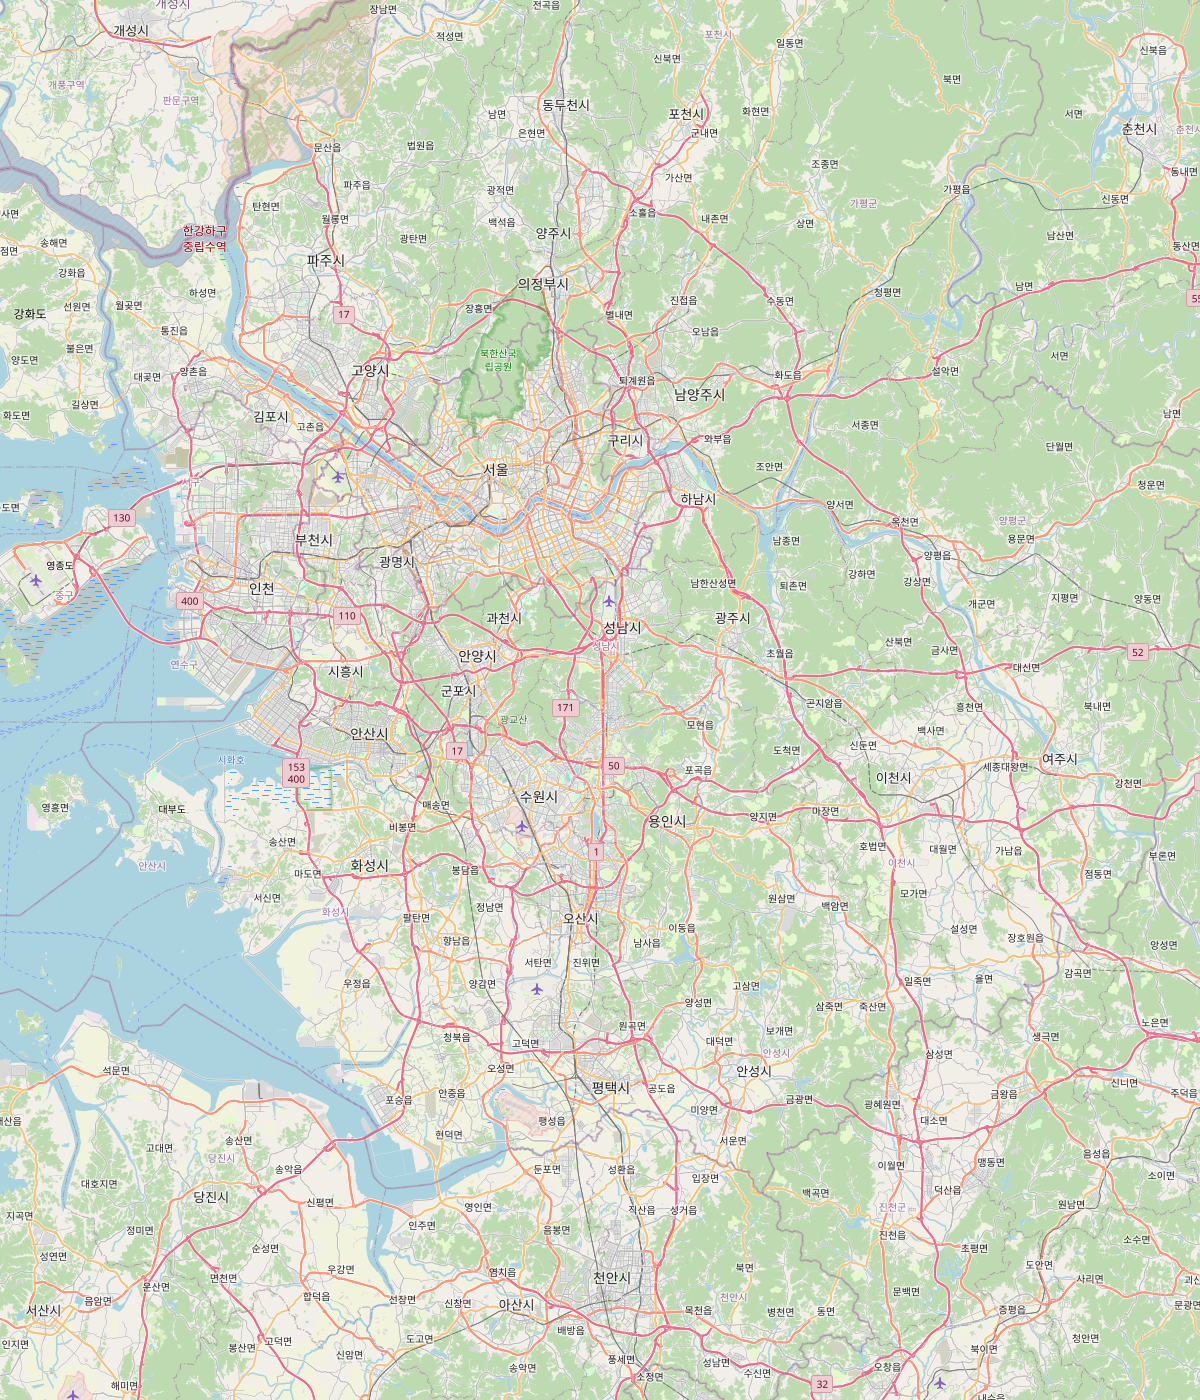 개성시
개성시
장남면
전곡읍
적성면
포천시
일동면
신북읍
신북면
북면
개풍구역
판문구역
동두천시
남면
은현면
포천시
군내면
화현면
서면
춘천시
춘천시
문산읍
법원읍
조종면
동내면
파주읍
광적면
가산면
가평읍
가평군
신동면
탄현면
월롱면
백석읍
소흘읍
내촌면
상면
한강하구
중립수역
송해면
광탄면
양주시
남산면
동산면
강화읍
파주시
의정부시
하성면
청평면
남면
선원면
월곶면
강화도
17
장흥면
진접읍
수동면
별내면
55
통진읍
오남읍
불은면
양도면
북한산국
립공원
서면
대곶면
양촌읍
고양시
퇴계원읍
화도읍
설악면
남양주시
길상면
화도면
김포시
고촌읍
서종면
남면
구리시
와부읍
단월면
서울
조안면
서구
하남시
청운면
양서면
130
옥천면
양평군
부천시
남종면
용문면
광명시
양평읍
영종도
인천
중구
남한산성면
퇴촌면
강하면
강상면
지평면
양동면
400
110
과천시
성남시
광주시
개군면
성남시
산북면
금사면
안양시
초월읍
52
연수구
시흥시
대신면
군포시
171
곤지암읍
흥천면
북내면
광교산
모현읍
백사면
안산시
17
도척면
신둔면
시화호
153
400
50
포곡읍
이천시
세종대왕면
여주시
강천면
영흥면
대부도
매송면
수원시
용인시
양지면
마장면
비봉면
송산면
호법면
대월면
가남읍
1
부론면
안산시
화성시
마도면
봉담읍
이천시
점동면
모가면
서신면
화성시
정남면
팔탄면
오산시
원삼면
백암면
이동읍
설성면
장호원읍
향남읍
남사읍
앙성면
서탄면
진위면
우정읍
양감면
고삼면
일죽면
율면
감곡면
양성면
삼죽면
죽산면
청북읍
고덕면
원곡면
대덕면
보개면
안성시
생극면
노은면
삼성면
석문면
오성면
평택시
안성시
신니면
공도읍
안중읍
포승읍
미양면
금광면
광혜원면
금왕읍
주덕읍
대소면
팽성읍
고대면
송산면
현덕면
서운면
음성읍
당진시
송악읍
둔포면
성환읍
입장면
이월면
맹동면
소이면
대호지면
당진시
신평면
백곡면
덕산읍
지곡면
정미면
인주면
영인면
직산읍
성거읍
진천군
원남면
음봉면
진천읍
초평면
소수면
성연면
순성면
우강면
염치읍
천안시
북면
도안면
사리면
면천면
운산면
합덕읍
선장면
신창면
아산시
천안시
문백면
음암면
서산시
목천읍
병천면
동면
증평읍
문광면
인지면
고덕면
봉산면
도고면
배방읍
청안면
신암면
송악면
풍세면
성남면
수신면
오창읍
북이면
해미면
소정면
32
내수읍